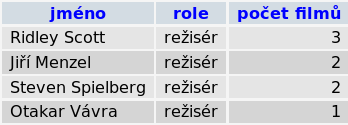 jméno role počet filmů
Ridley Scott režisér 3
Jiří Menzel režisér 2
Steven Spielberg režisér 2
Otakar Vávra režisér 1